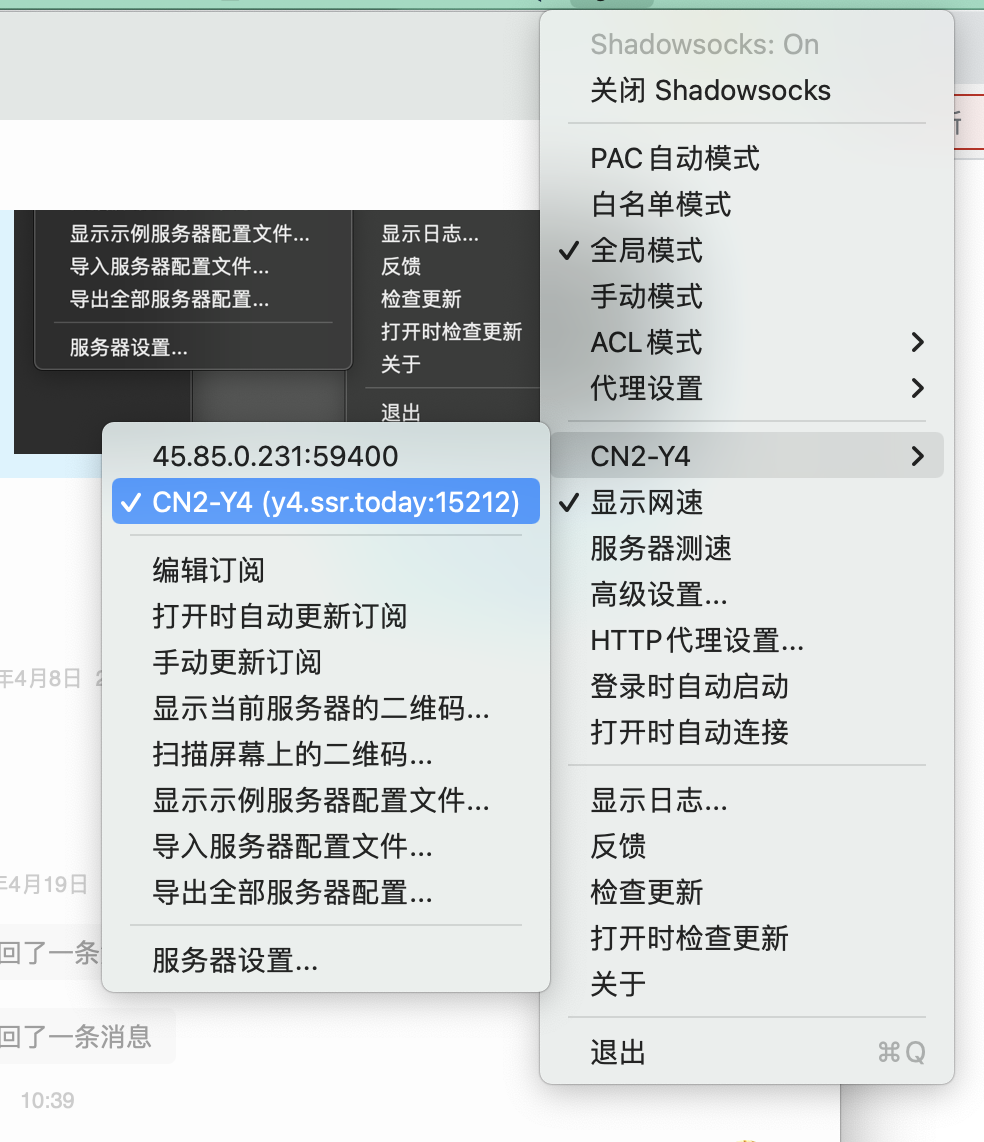 Shadowsocks: On
关闭 Shadowsocks
PAC自动模式
白名单模式
✓ 全局模式
手动模式
ACL模式
代理设置
CN2-Y4
✓ 显示网速
服务器测速
高级设置...
HTTP代理设置...
登录时自动启动
打开时自动连接
显示日志...
反馈
检查更新
打开时检查更新
关于
退出 ⌘Q
45.85.0.231:59400
✓ CN2-Y4 (y4.ssr.today:15212)
编辑订阅
打开时自动更新订阅
手动更新订阅
显示当前服务器的二维码...
扫描屏幕上的二维码...
显示示例服务器配置文件...
导入服务器配置文件...
导出全部服务器配置...
服务器设置...
显示示例服务器配置文件...
导入服务器配置文件...
导出全部服务器配置...
服务器设置...
显示日志...
反馈
检查更新
打开时检查更新
关于
退出
年4月8日
年4月19日
回了一条
回了一条消息
10:39